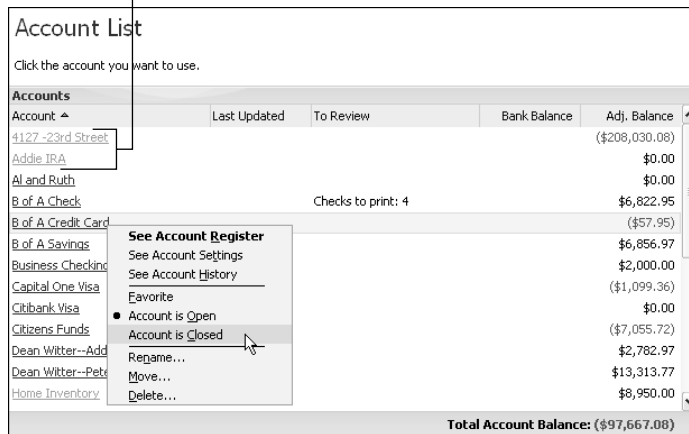 Account List
Click the account you want to use.
Accounts
Account Last Updated To Review Bank Balance Adj. Balance
4127 -23rd Street ($208,030.08)
Addie IRA $0.00
Al and Ruth $0.00
B of A Check Checks to print: 4 $6,822.95
B of A Credit Card ($57.95)
B of A Savings $6,856.97
Business Checking $2,000.00
Capital One Visa ($1,099.36)
Citibank Visa $0.00
Citizens Funds ($7,055.72)
Dean Witter--Add $2,782.97
Dean Witter--Pete $13,313.77
Home Inventory $8,950.00
See Account Register
See Account Settings
See Account History
Favorite
Account is Open
Account is Closed
Rename...
Move...
Delete...
Total Account Balance: ($97,667.08)